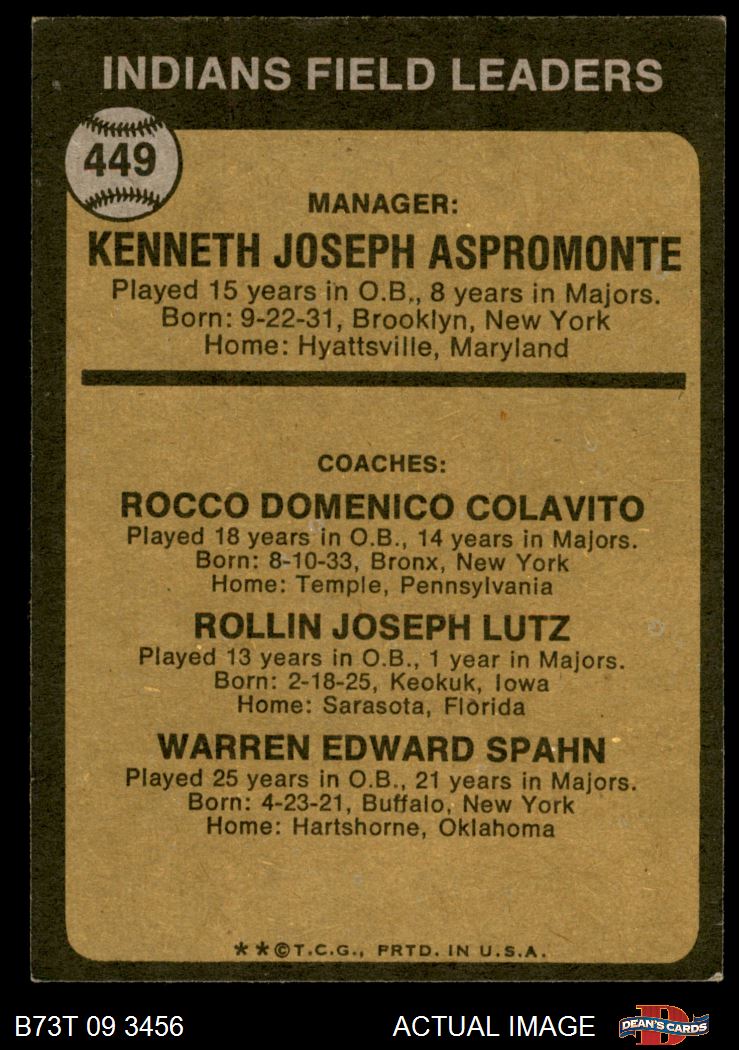 INDIANS FIELD LEADERS
449
MANAGER:
KENNETH JOSEPH ASPROMONTE
Played 15 years in O.B., 8 years in Majors.
Born: 9-22-31, Brooklyn, New York
Home: Hyattsville, Maryland
COACHES:
ROCCO DOMENICO COLAVITO
Played 18 years in O.B., 14 years in Majors.
Born: 8-10-33, Bronx, New York
Home: Temple, Pennsylvania
ROLLIN JOSEPH LUTZ
Played 13 years in O.B., 1 year in Majors.
Born: 2-18-25, Keokuk, Iowa
Home: Sarasota, Florida
WARREN EDWARD SPAHN
Played 25 years in O.B., 21 years in Majors.
Born: 4-23-21, Buffalo, New York
Home: Hartshorne, Oklahoma
**©T.C.G., PRTD. IN U.S.A.
B73T 09 3456 ACTUAL IMAGE D DEAN'S CARDS